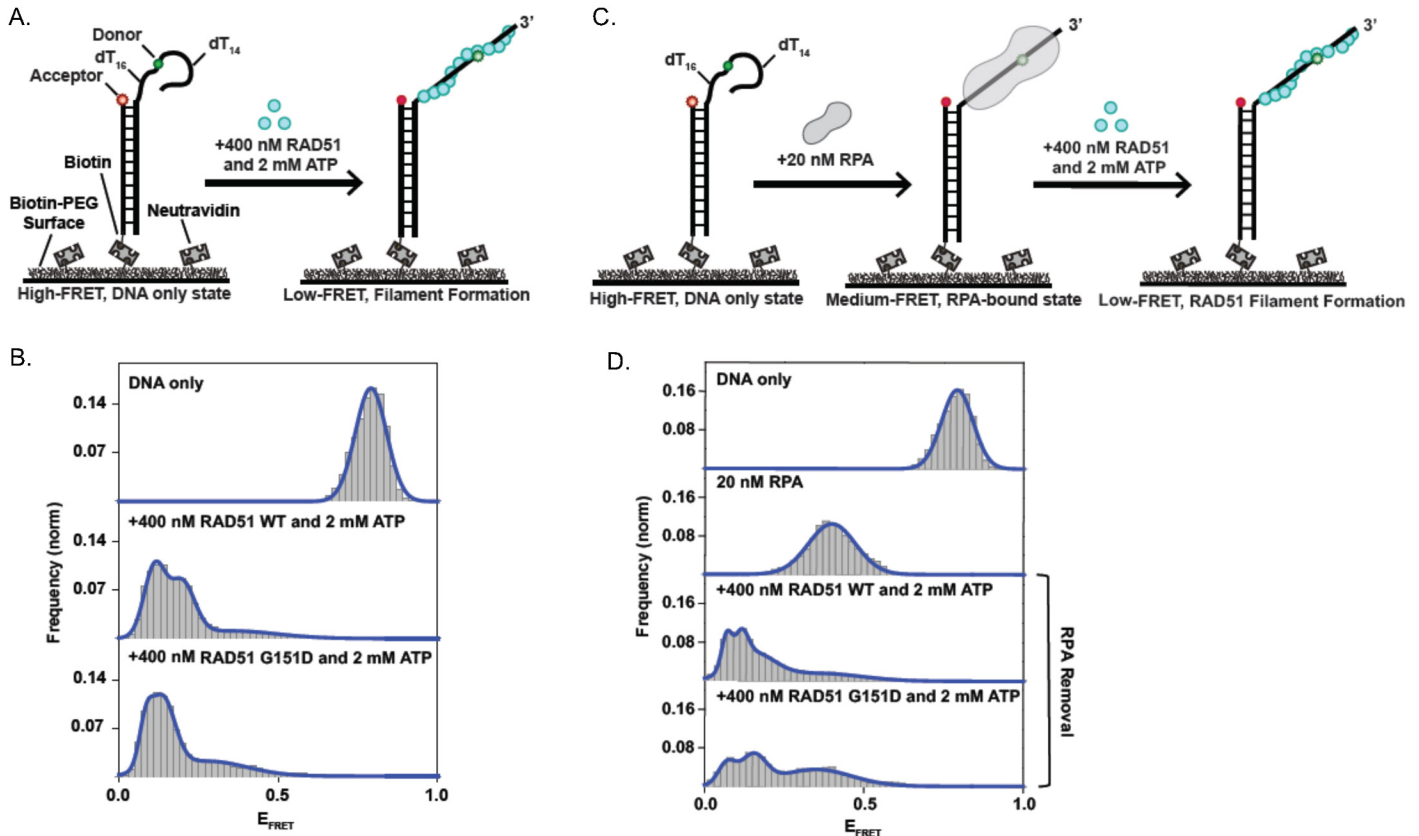 A.
Donor
dT16
dT14
Acceptor
3’
+400 nM RAD51
and 2 mM ATP
Biotin
Biotin-PEG
Surface
Neutravidin
High-FRET, DNA only state
Low-FRET, Filament Formation
C.
dT16
dT14
3’
3’
+20 nM RPA
+400 nM RAD51
and 2 mM ATP
High-FRET, DNA only state
Medium-FRET, RPA-bound state
Low-FRET, RAD51 Filament Formation
B.
DNA only
0.14
0.07
+400 nM RAD51 WT and 2 mM ATP
0.14
0.07
+400 nM RAD51 G151D and 2 mM ATP
0.14
0.07
Frequency (norm)
0.0
0.5
1.0
EFRET
D.
DNA only
0.16
0.08
20 nM RPA
0.16
0.08
+400 nM RAD51 WT and 2 mM ATP
0.16
0.08
+400 nM RAD51 G151D and 2 mM ATP
0.16
0.08
Frequency (norm)
RPA Removal
0.0
0.5
1.0
EFRET